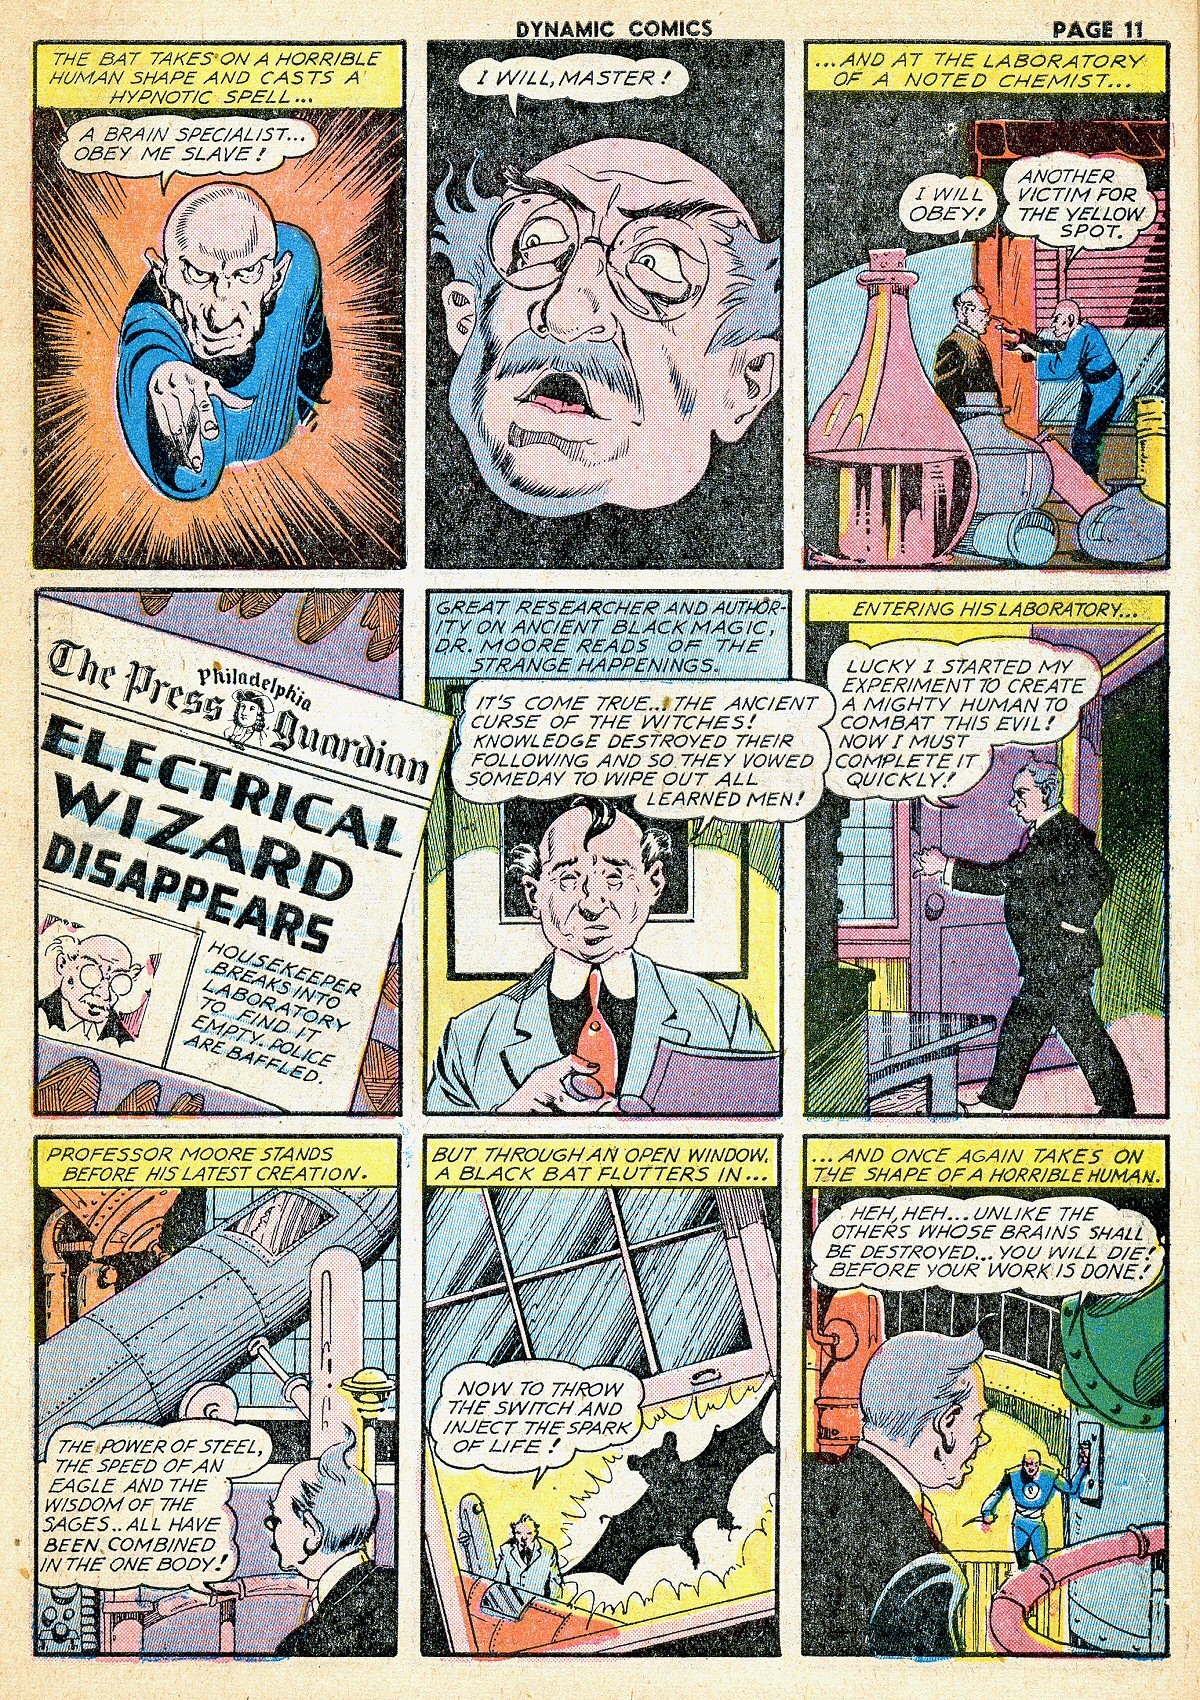 DYNAMIC COMICS
PAGE 11
THE BAT TAKES ON A HORRIBLE
HUMAN SHAPE AND CASTS A
HYPNOTIC SPELL...
A BRAIN SPECIALIST...
OBEY ME SLAVE!
I WILL, MASTER!
...AND AT THE LABORATORY
OF A NOTED CHEMIST...
I WILL
OBEY!
ANOTHER
VICTIM FOR
THE YELLOW
SPOT.
The Press
Philadelphia
guardian
ELECTRICAL
WIZARD
DISAPPEARS
HOUSEKEEPER
BREAKS INTO
LABORATORY
TO FIND IT
EMPTY. POLICE
ARE BAFFLED.
GREAT RESEARCHER AND AUTHOR-
ITY ON ANCIENT BLACK MAGIC,
DR. MOORE READS OF THE
STRANGE HAPPENINGS.
IT'S COME TRUE... THE ANCIENT
CURSE OF THE WITCHES!
KNOWLEDGE DESTROYED THEIR
FOLLOWING AND SO THEY VOWED
SOMEDAY TO WIPE OUT ALL
LEARNED MEN!
ENTERING HIS LABORATORY...
LUCKY I STARTED MY
EXPERIMENT TO CREATE
A MIGHTY HUMAN TO
COMBAT THIS EVIL!
NOW I MUST
COMPLETE IT
QUICKLY!
PROFESSOR MOORE STANDS
BEFORE HIS LATEST CREATION.
THE POWER OF STEEL,
THE SPEED OF AN
EAGLE AND THE
WISDOM OF THE
SAGES.. ALL HAVE
BEEN COMBINED
IN THE ONE BODY!
BUT THROUGH AN OPEN WINDOW,
A BLACK BAT FLUTTERS IN...
NOW TO THROW
THE SWITCH AND
INJECT THE SPARK
OF LIFE!
...AND ONCE AGAIN TAKES ON
THE SHAPE OF A HORRIBLE HUMAN.
HEH, HEH... UNLIKE THE
OTHERS WHOSE BRAINS SHALL
BE DESTROYED... YOU WILL DIE!
BEFORE YOUR WORK IS DONE!